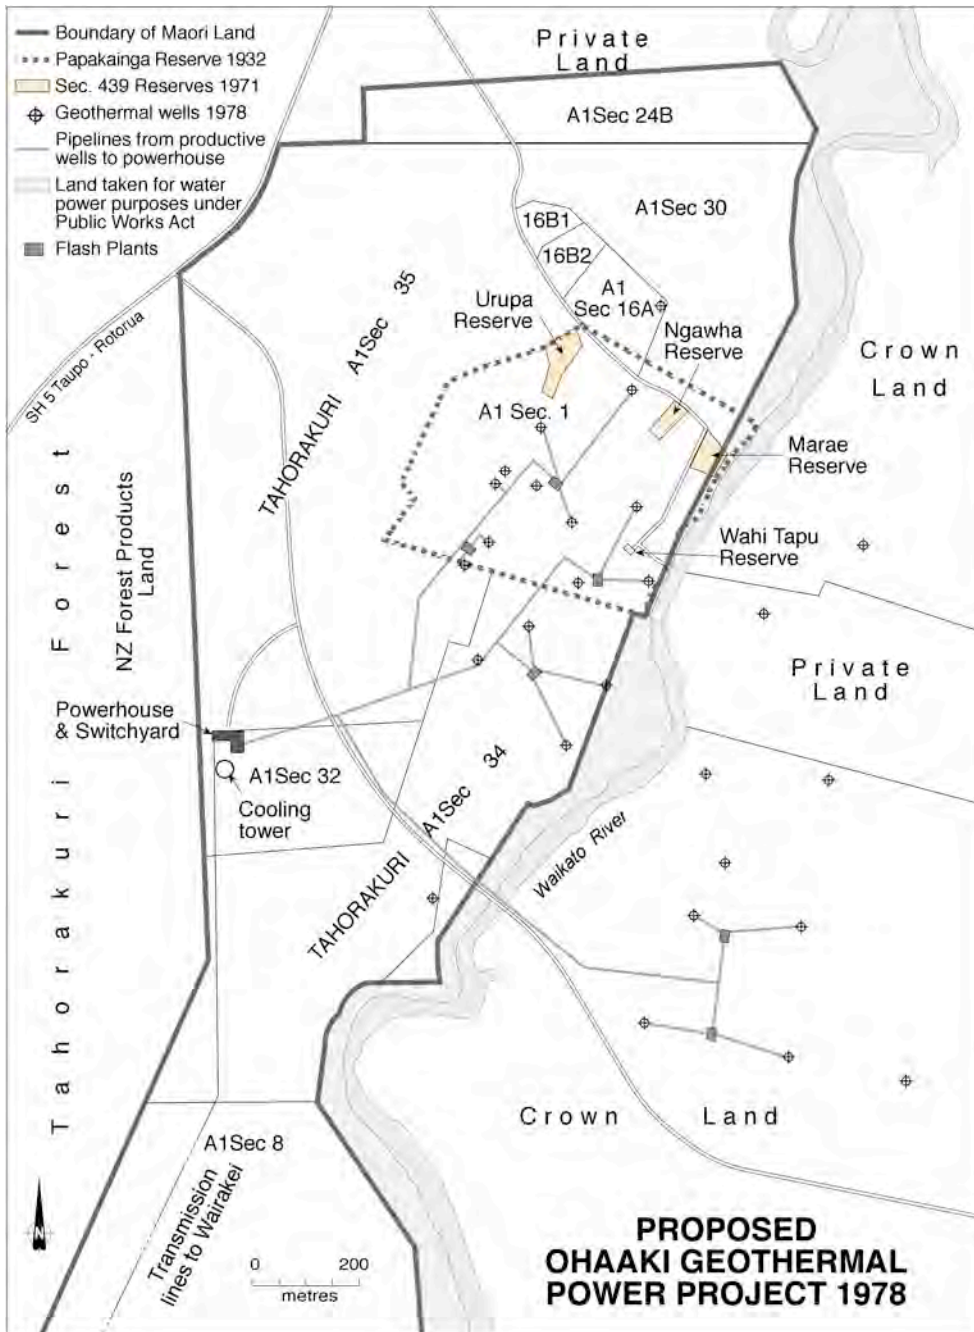 Boundary of Maori Land
Papakainga Reserve 1932
Sec. 439 Reserves 1971
Geothermal wells 1978
Pipelines from productive
wells to powerhouse
Land taken for water
power purposes under
Public Works Act
Flash Plants
Private
Land
A1Sec 24B
A1Sec 30
16B1
16B2
A1
Sec 16A
35
A1Sec
TAHORAKURI
Urupa
Reserve
Ngawha
Reserve
SH 5 Taupo - Rotorua
Crown
Land
A1 Sec. 1
Marae
Reserve
Wahi Tapu
Reserve
Tahorakuri Forest
NZ Forest Products
Land
Private
Land
Powerhouse
& Switchyard
A1Sec 32
Cooling
tower
34
A1Sec
TAHORAKURI
Waikato River
Crown Land
A1Sec 8
Transmission
lines to Wairakei
N
0 200
metres
PROPOSED
OHAAKI GEOTHERMAL
POWER PROJECT 1978